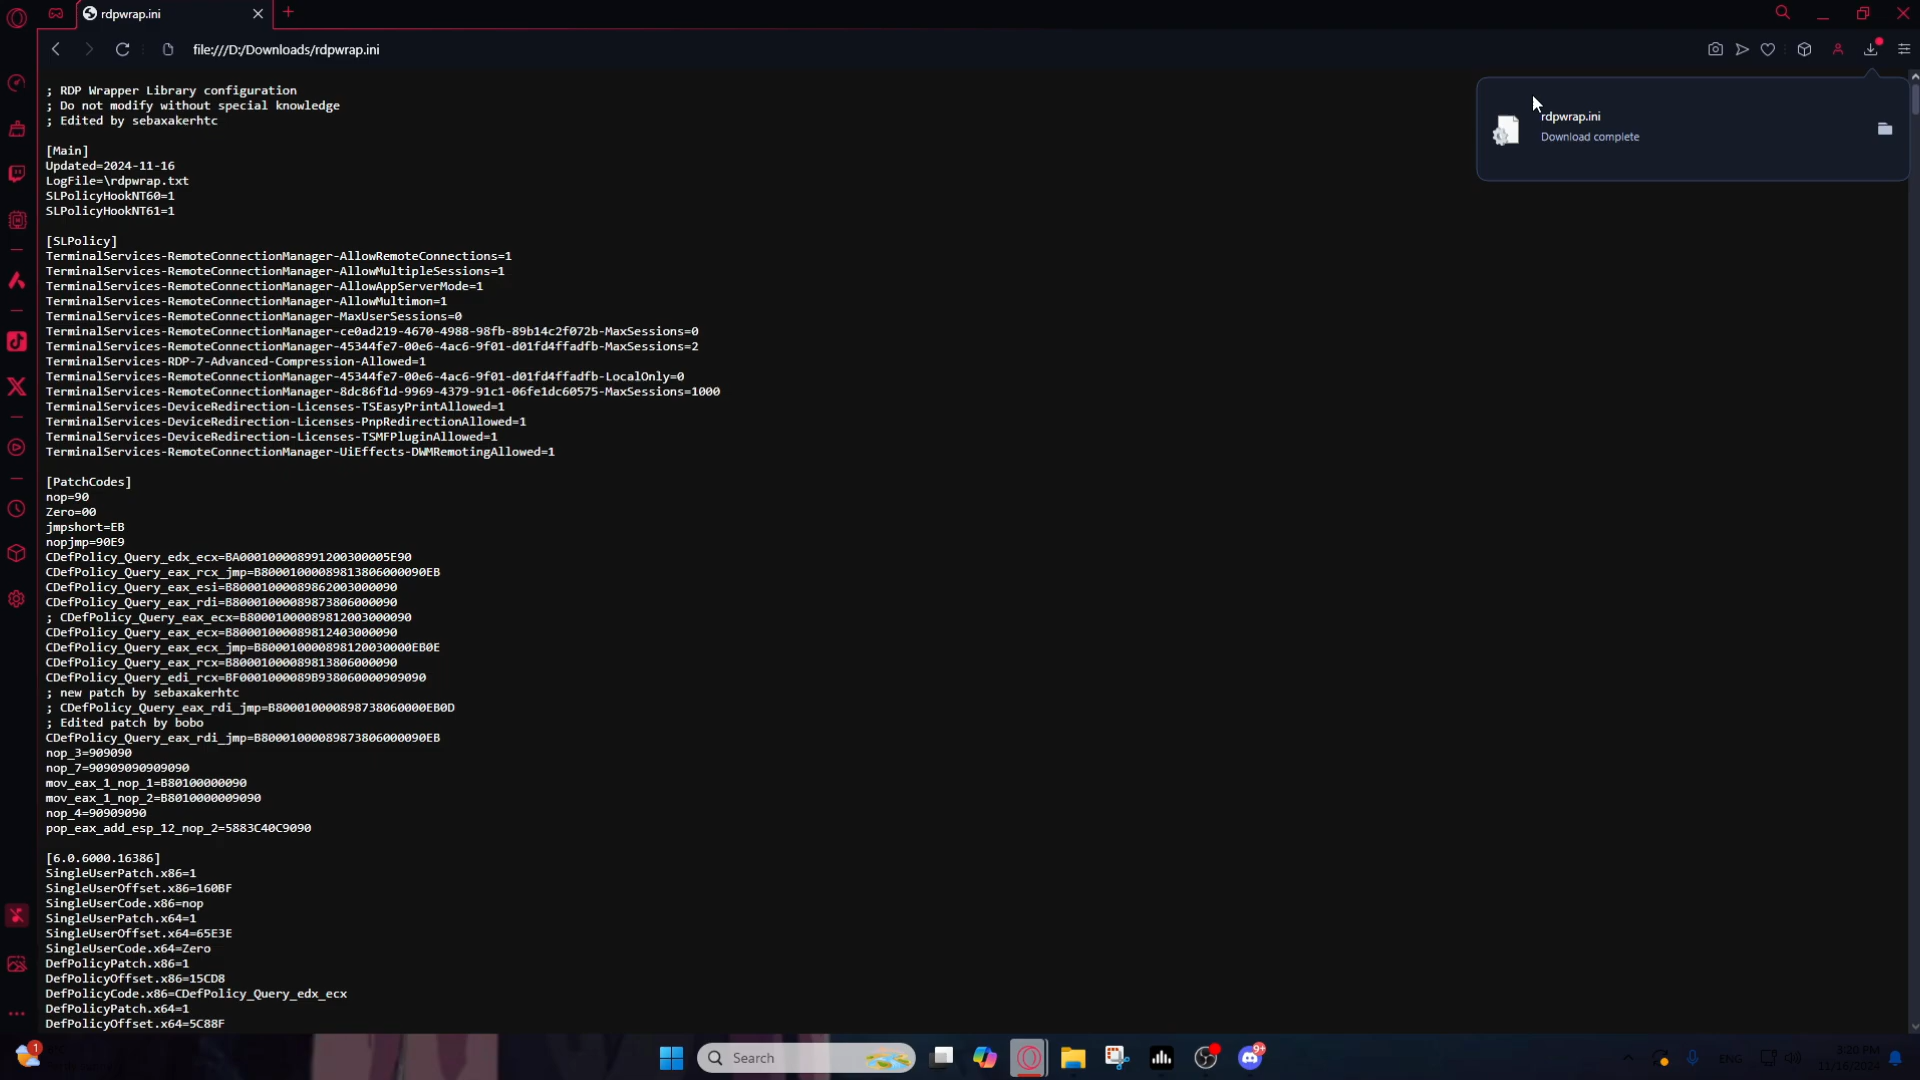 rdpwrap.ini
file:///D:/Downloads/rdpwrap.ini
rdpwrap.ini
Download complete
; RDP Wrapper Library configuration
; Do not modify without special knowledge
; Edited by sebaxakerhtc
[Main]
Updated=2024-11-16
LogFile=\rdpwrap.txt
SLPolicyHookNT60=1
SLPolicyHookNT61=1
[SLPolicy]
TerminalServices-RemoteConnectionManager-AllowRemoteConnections=1
TerminalServices-RemoteConnectionManager-AllowMultipleSessions=1
TerminalServices-RemoteConnectionManager-AllowAppServerMode=1
TerminalServices-RemoteConnectionManager-AllowMultimon=1
TerminalServices-RemoteConnectionManager-MaxUserSessions=0
TerminalServices-RemoteConnectionManager-ce0ad219-4670-4988-98fb-89b14c2f072b-MaxSessions=0
TerminalServices-RemoteConnectionManager-45344fe7-00e6-4ac6-9f01-d01fd4ffadfb-MaxSessions=2
TerminalServices-RDP-7-Advanced-Compression-Allowed=1
TerminalServices-RemoteConnectionManager-45344fe7-00e6-4ac6-9f01-d01fd4ffadfb-LocalOnly=0
TerminalServices-RemoteConnectionManager-8dc86f1d-9969-4379-91c1-06fe1dc60575-MaxSessions=1000
TerminalServices-DeviceRedirection-Licenses-TSEasyPrintAllowed=1
TerminalServices-DeviceRedirection-Licenses-PnpRedirectionAllowed=1
TerminalServices-DeviceRedirection-Licenses-TSMFPluginAllowed=1
TerminalServices-RemoteConnectionManager-UiEffects-DWMRemotingAllowed=1
[PatchCodes]
nop=90
Zero=00
jmpshort=EB
nopjmp=90E9
CDefPolicy_Query_edx_ecx=BA000100008991200300005E90
CDefPolicy_Query_eax_rcx_jmp=B80001000089813806000090EB
CDefPolicy_Query_eax_esi=B80001000089862003000090
CDefPolicy_Query_eax_rdi=B80001000089873806000090
; CDefPolicy_Query_eax_ecx=B80001000089812003000090
CDefPolicy_Query_eax_ecx=B80001000089812403000090
CDefPolicy_Query_eax_ecx_jmp=B800010000898120030000EB0E
CDefPolicy_Query_eax_rcx=B80001000089813806000090
CDefPolicy_Query_edi_rcx=BF0001000089B938060000909090
; new patch by sebaxakerhtc
; CDefPolicy_Query_eax_rdi_jmp=B800010000898738060000EB0D
; Edited patch by bobo
CDefPolicy_Query_eax_rdi_jmp=B80001000089873806000090EB
nop_3=909090
nop_7=90909090909090
mov_eax_1_nop_1=B80100000090
mov_eax_1_nop_2=B8010000009090
nop_4=90909090
pop_eax_add_esp_12_nop_2=5883C40C9090
[6.0.6000.16386]
SingleUserPatch.x86=1
SingleUserOffset.x86=160BF
SingleUserCode.x86=nop
SingleUserPatch.x64=1
SingleUserOffset.x64=65E3E
SingleUserCode.x64=Zero
DefPolicyPatch.x86=1
DefPolicyOffset.x86=15CD8
DefPolicyCode.x86=CDefPolicy_Query_edx_ecx
DefPolicyPatch.x64=1
DefPolicyOffset.x64=5C88F
1
Search
9+
ENG
3:20 PM
11/16/2024